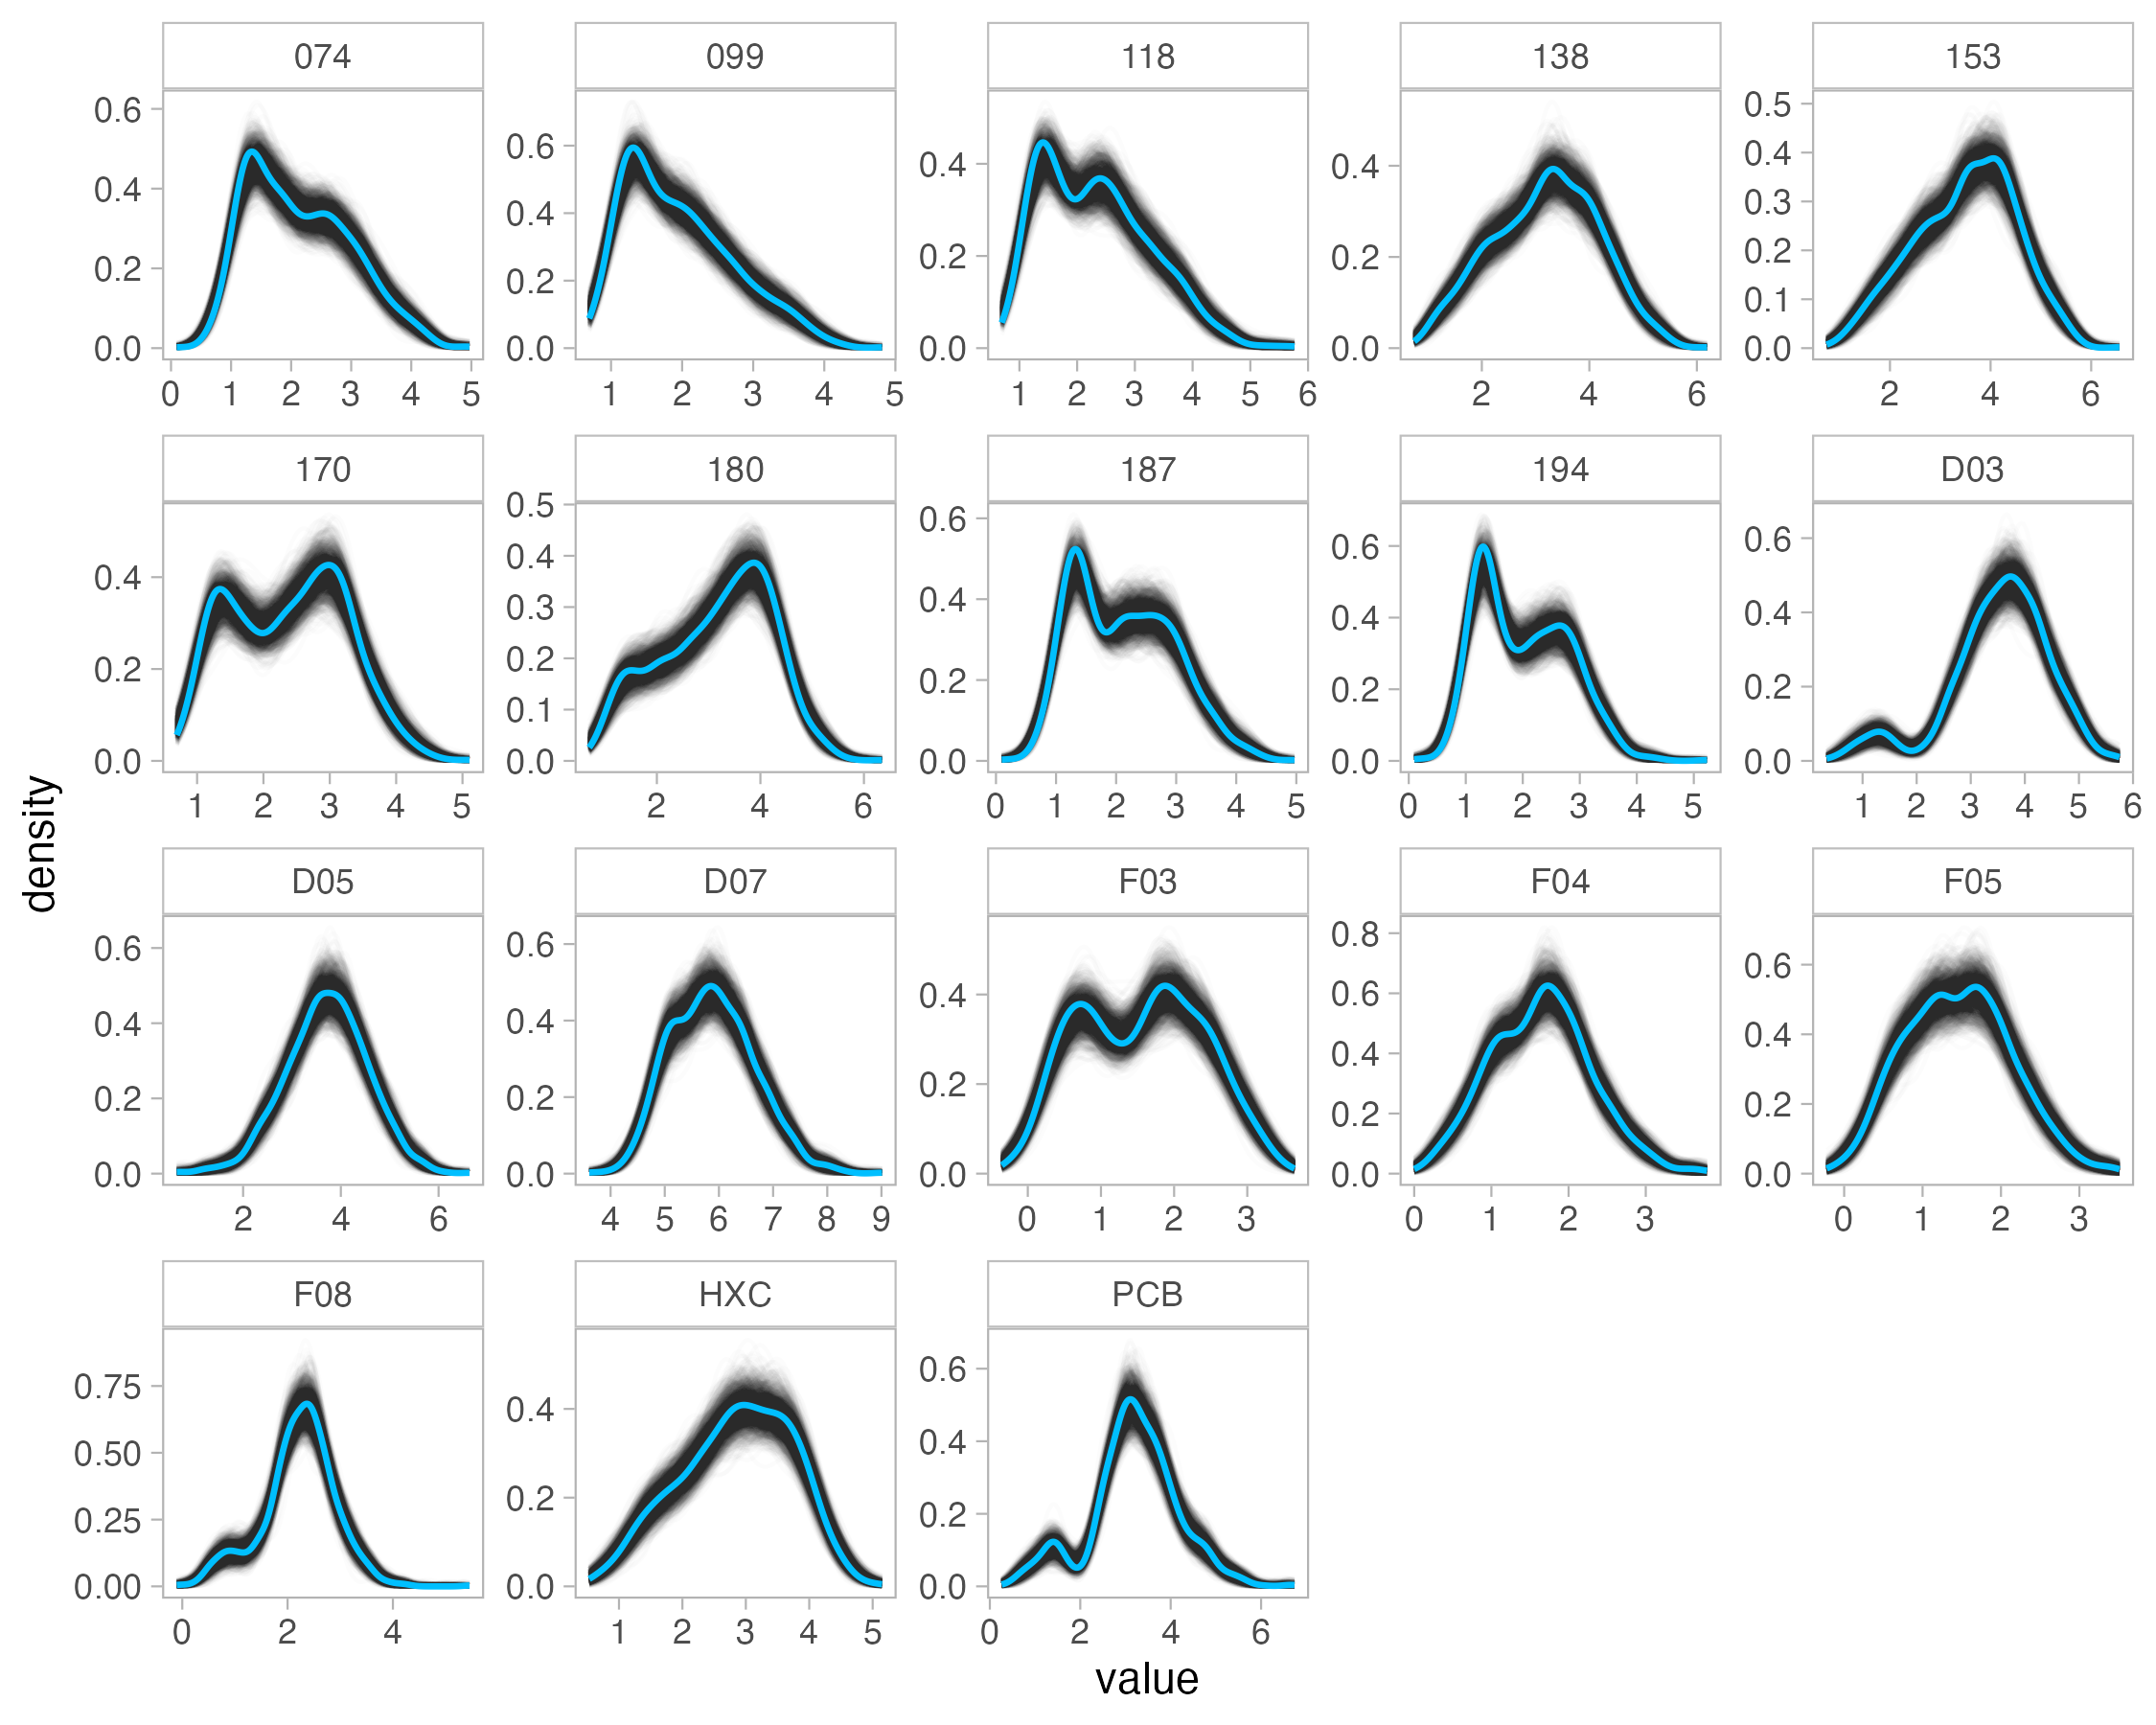 074 099 118 138 153
0.6 0.4 0.2 0.0 0.6 0.4 0.2 0.0 0.4 0.2 0.0 0.4 0.2 0.0 0.5 0.4 0.3 0.2 0.1 0.0
0 1 2 3 4 5 1 2 3 4 5 1 2 3 4 5 6 2 4 6 2 4 6
170 180 187 194 D03
0.4 0.2 0.0 0.5 0.4 0.3 0.2 0.1 0.0 0.6 0.4 0.2 0.0 0.6 0.4 0.2 0.0 0.6 0.4 0.2 0.0
1 2 3 4 5 2 4 6 0 1 2 3 4 5 0 1 2 3 4 5 1 2 3 4 5 6
D05 D07 F03 F04 F05
0.6 0.4 0.2 0.0 0.6 0.4 0.2 0.0 0.4 0.2 0.0 0.8 0.6 0.4 0.2 0.0 0.6 0.4 0.2 0.0
2 4 6 4 5 6 7 8 9 0 1 2 3 0 1 2 3 0 1 2 3
F08 HXC PCB
0.75 0.50 0.25 0.00 0.4 0.2 0.0 0.6 0.4 0.2 0.0
0 2 4 1 2 3 4 5 0 2 4 6
density
value